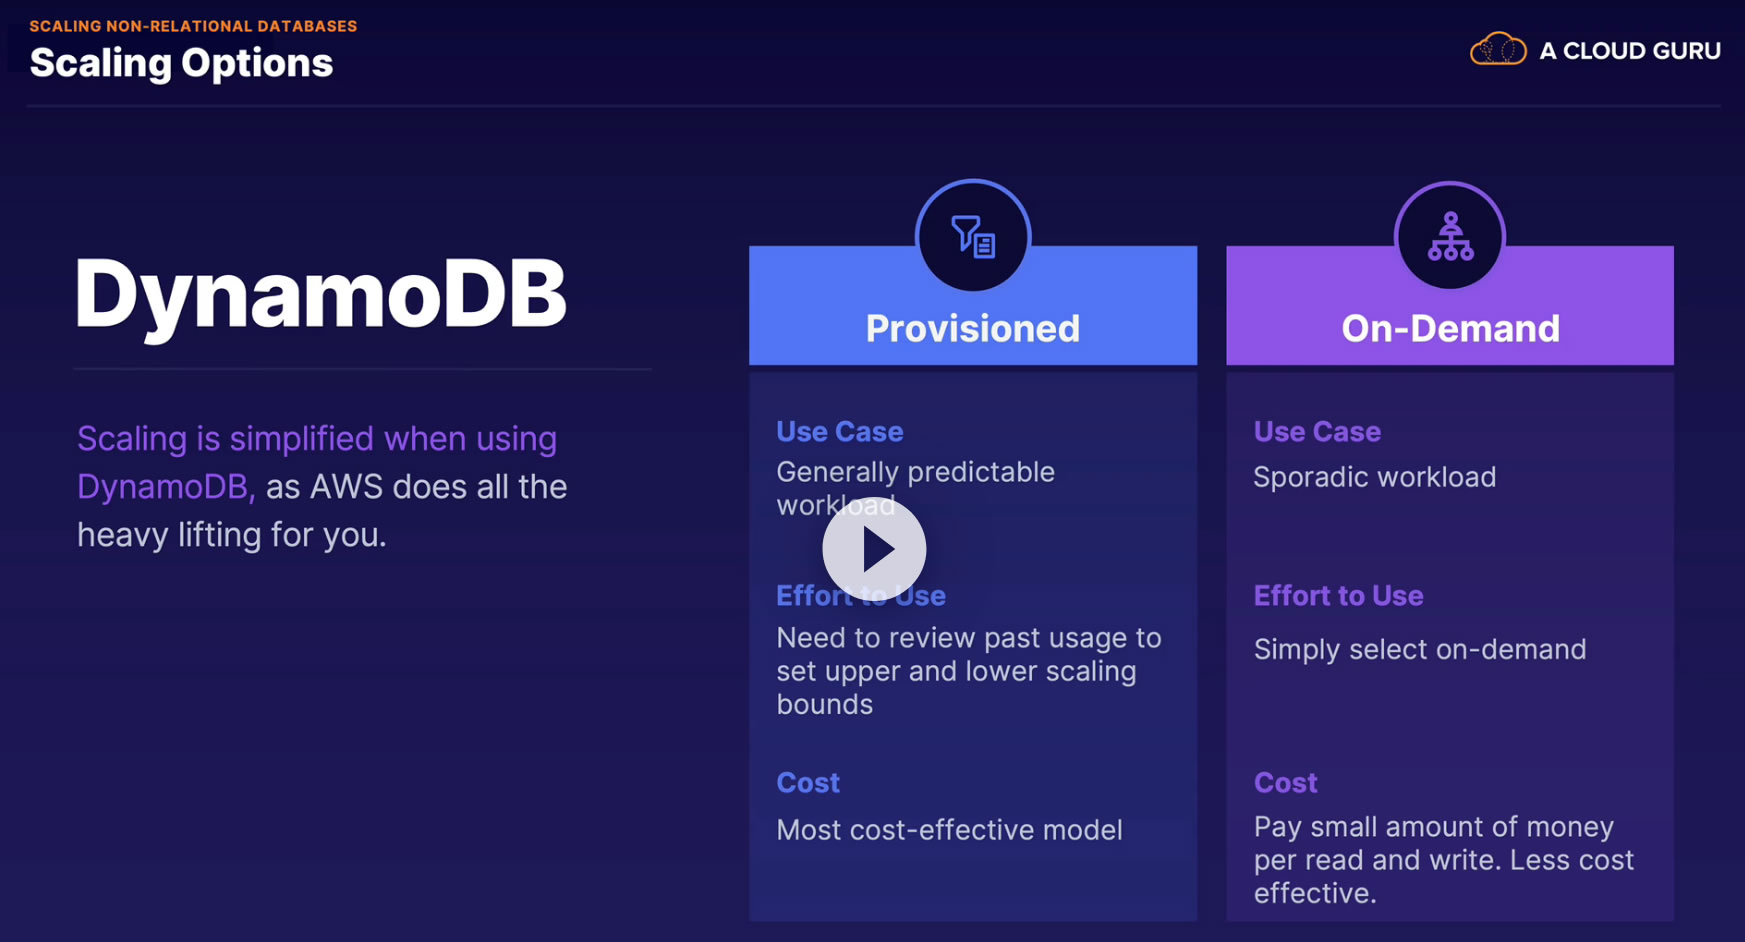 SCALING NON-RELATIONAL DATABASES
Scaling Options
A CLOUD GURU
DynamoDB
Scaling is simplified when using
DynamoDB, as AWS does all the
heavy lifting for you.
Provisioned
Use Case
Generally predictable
workload
Effort to Use
Need to review past usage to
set upper and lower scaling
bounds
Cost
Most cost-effective model
On-Demand
Use Case
Sporadic workload
Effort to Use
Simply select on-demand
Cost
Pay small amount of money
per read and write. Less cost
effective.